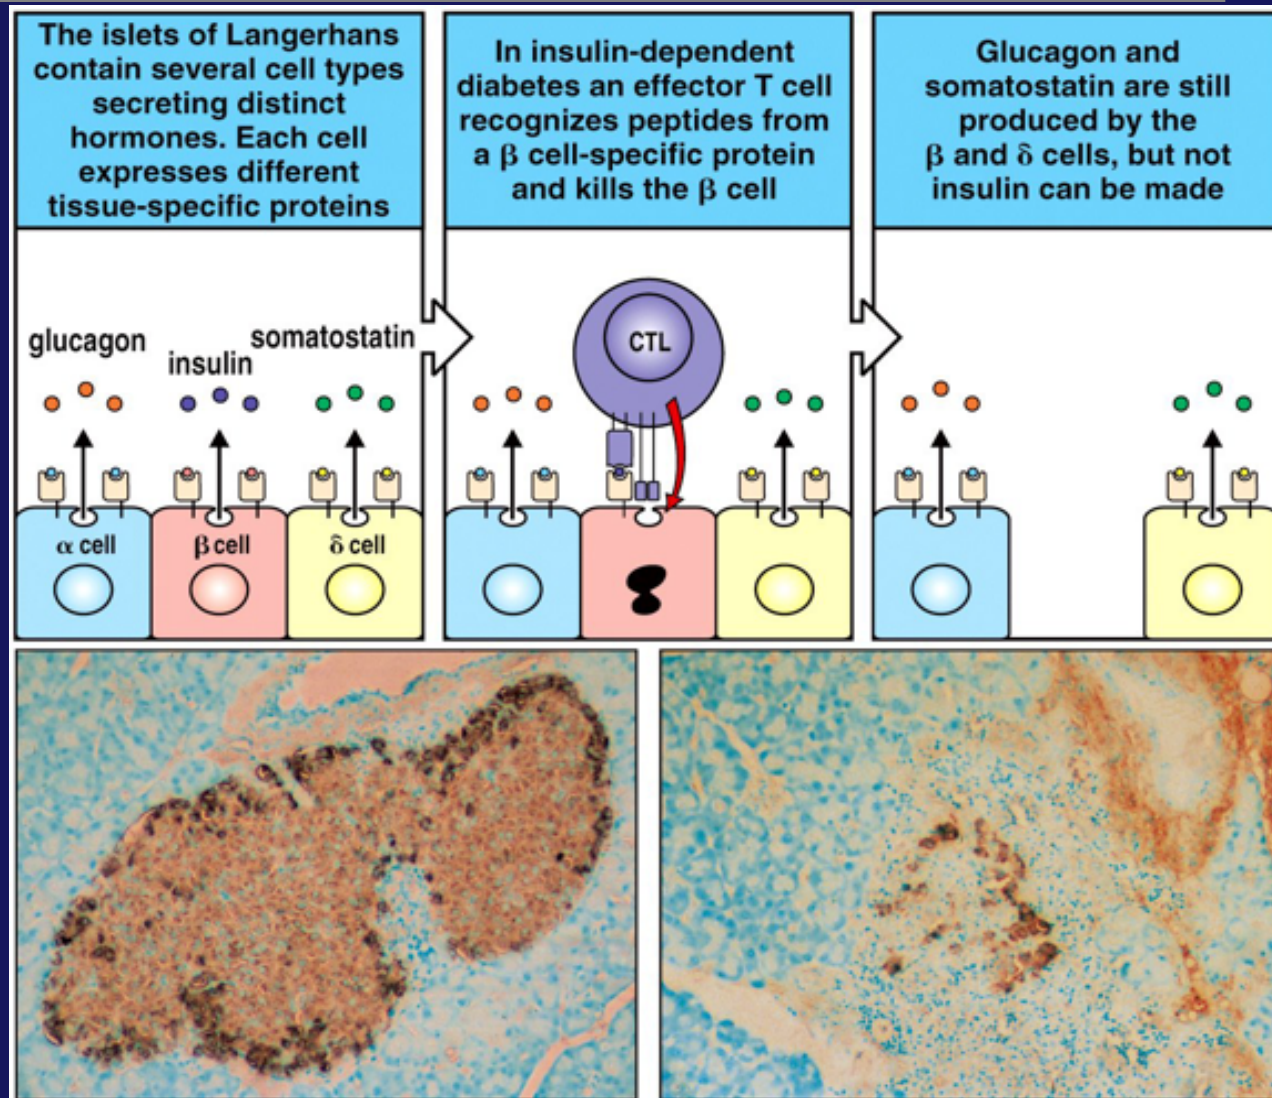 The islets of Langerhans
contain several cell types
secreting distinct
hormones. Each cell
expresses different
tissue-specific proteins
In insulin-dependent
diabetes an effector T cell
recognizes peptides from
a β cell-specific protein
and kills the β cell
Glucagon and
somatostatin are still
produced by the
β and δ cells, but not
insulin can be made
glucagon
insulin
somatostatin
CTL
α cell
β cell
δ cell